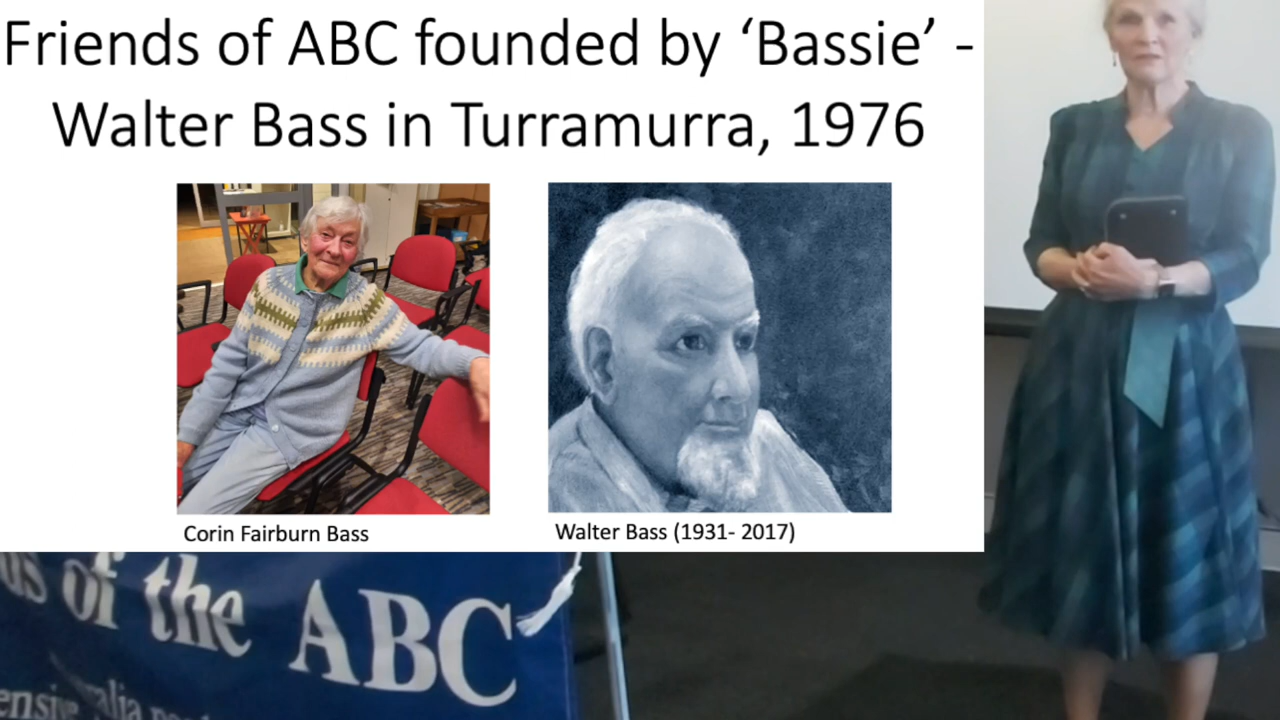 Friends of ABC founded by ‘Bassie’ -
Walter Bass in Turramurra, 1976
Corin Fairburn Bass
Walter Bass (1931- 2017)
of the ABC